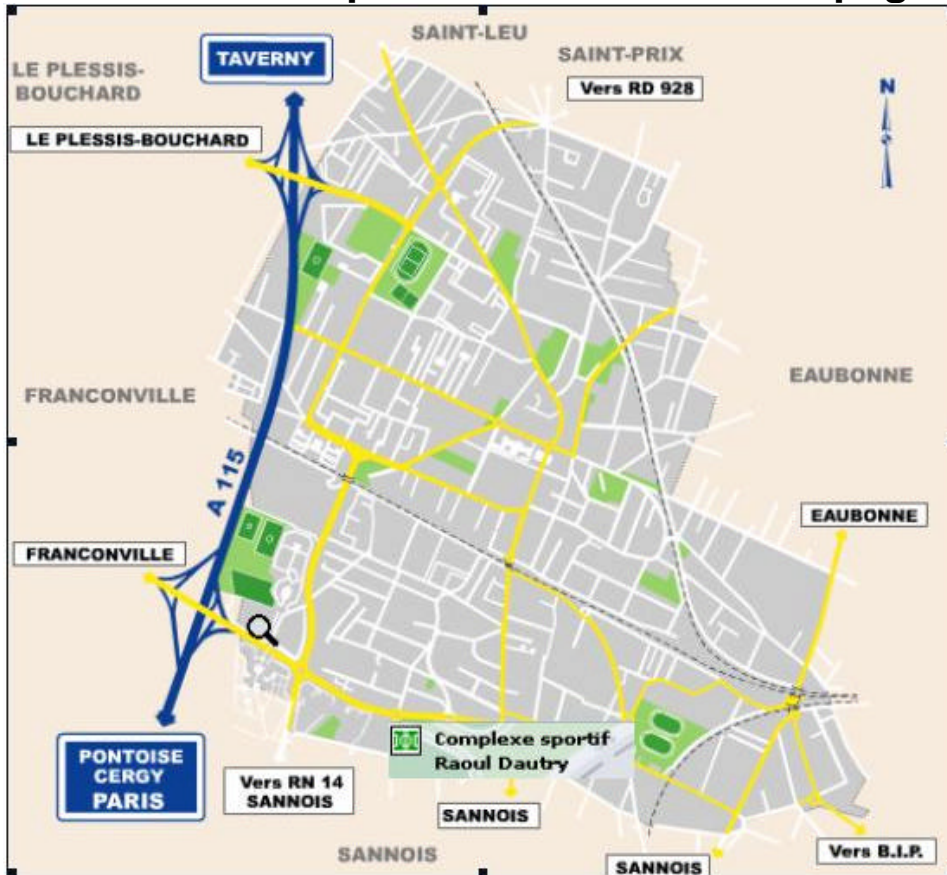 SAINT-LEU
TAVERNY
SAINT-PRIX
LE PLESSIS-
BOUCHARD
Vers RD 928
N
LE PLESSIS-BOUCHARD
FRANCONVILLE
EAUBONNE
A 115
EAUBONNE
FRANCONVILLE
Complexe sportif
Raoul Dautry
PONTOISE
CERGY
PARIS
Vers RN 14
SANNOIS
SANNOIS
SANNOIS
SANNOIS
Vers B.I.P.